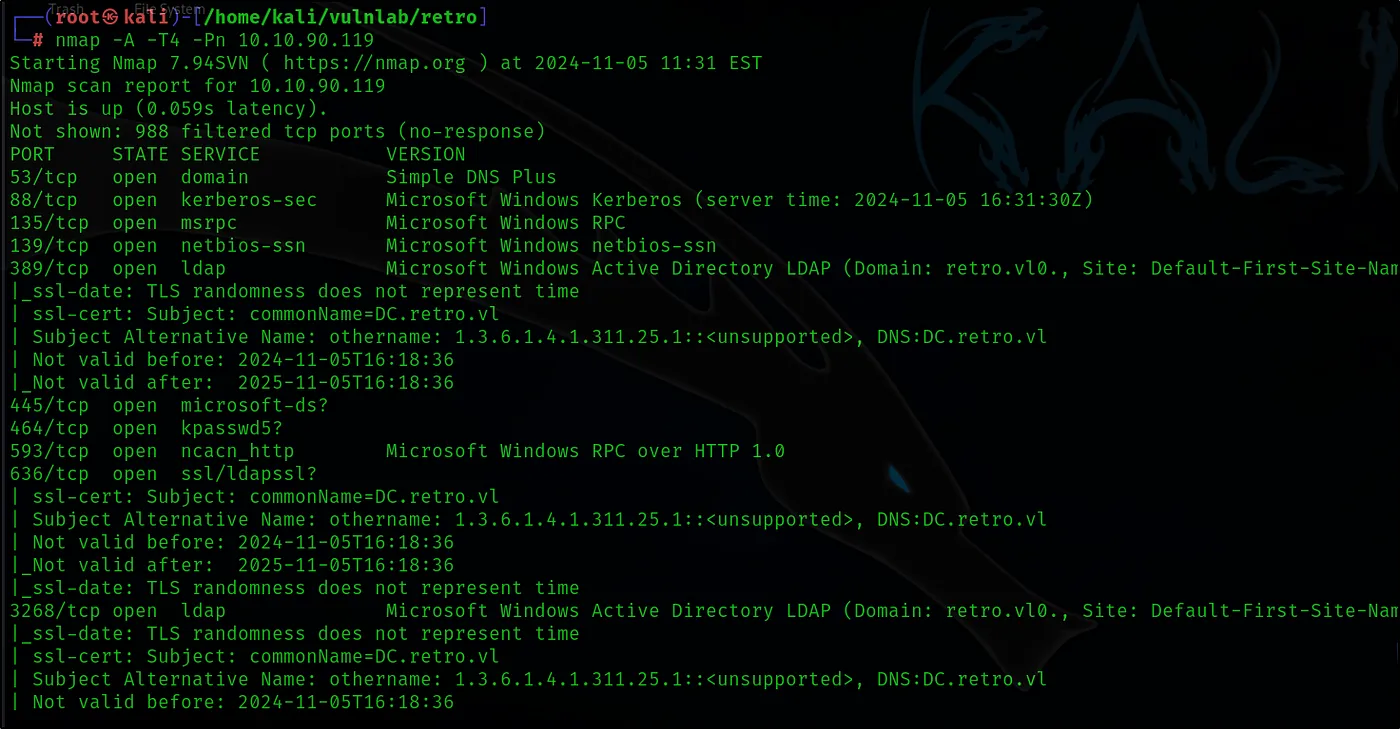 Trash File System
┌──(root㉿kali)-[/home/kali/vulnlab/retro]
└─# nmap -A -T4 -Pn 10.10.90.119
Starting Nmap 7.94SVN ( https://nmap.org ) at 2024-11-05 11:31 EST
Nmap scan report for 10.10.90.119
Host is up (0.059s latency).
Not shown: 988 filtered tcp ports (no-response)
PORT     STATE SERVICE           VERSION
53/tcp   open  domain            Simple DNS Plus
88/tcp   open  kerberos-sec      Microsoft Windows Kerberos (server time: 2024-11-05 16:31:30Z)
135/tcp  open  msrpc             Microsoft Windows RPC
139/tcp  open  netbios-ssn       Microsoft Windows netbios-ssn
389/tcp  open  ldap              Microsoft Windows Active Directory LDAP (Domain: retro.vl0., Site: Default-First-Site-Nam
|_ssl-date: TLS randomness does not represent time
| ssl-cert: Subject: commonName=DC.retro.vl
| Subject Alternative Name: othername: 1.3.6.1.4.1.311.25.1::<unsupported>, DNS:DC.retro.vl
| Not valid before: 2024-11-05T16:18:36
|_Not valid after:  2025-11-05T16:18:36
445/tcp  open  microsoft-ds?
464/tcp  open  kpasswd5?
593/tcp  open  ncacn_http        Microsoft Windows RPC over HTTP 1.0
636/tcp  open  ssl/ldapssl?
| ssl-cert: Subject: commonName=DC.retro.vl
| Subject Alternative Name: othername: 1.3.6.1.4.1.311.25.1::<unsupported>, DNS:DC.retro.vl
| Not valid before: 2024-11-05T16:18:36
|_Not valid after:  2025-11-05T16:18:36
|_ssl-date: TLS randomness does not represent time
3268/tcp open  ldap              Microsoft Windows Active Directory LDAP (Domain: retro.vl0., Site: Default-First-Site-Nam
|_ssl-date: TLS randomness does not represent time
| ssl-cert: Subject: commonName=DC.retro.vl
| Subject Alternative Name: othername: 1.3.6.1.4.1.311.25.1::<unsupported>, DNS:DC.retro.vl
| Not valid before: 2024-11-05T16:18:36
KALI